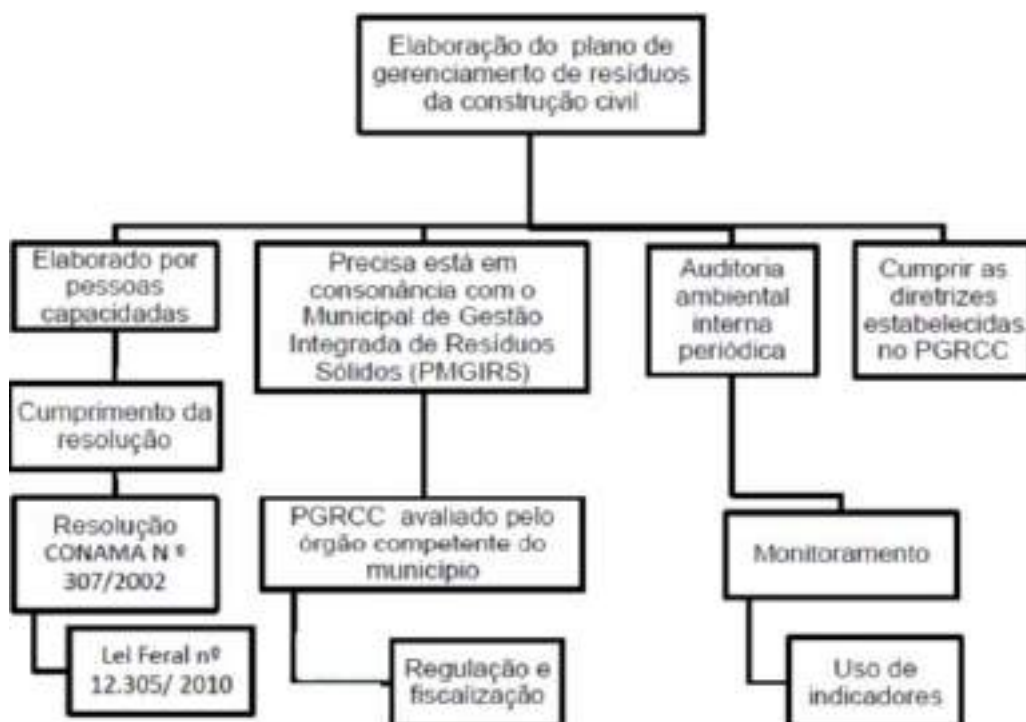 Elaboração do plano de
gerenciamento de resíduos
da construção civil
Elaborado por
pessoas
capacidadas
Precisa está em
consonância com o
Municipal de Gestão
Integrada de Resíduos
Sólidos (PMGIRS)
Auditoria
ambiental
interna
periódica
Cumprir as
diretrizes
estabelecidas
no PGRCC
Cumprimento da
resolução
Resolução
CONAMA N º
307/2002
PGRCC avaliado pelo
órgão competente do
município
Monitoramento
Lei Feral nº
12.305/ 2010
Regulação e
fiscalização
Uso de
indicadores